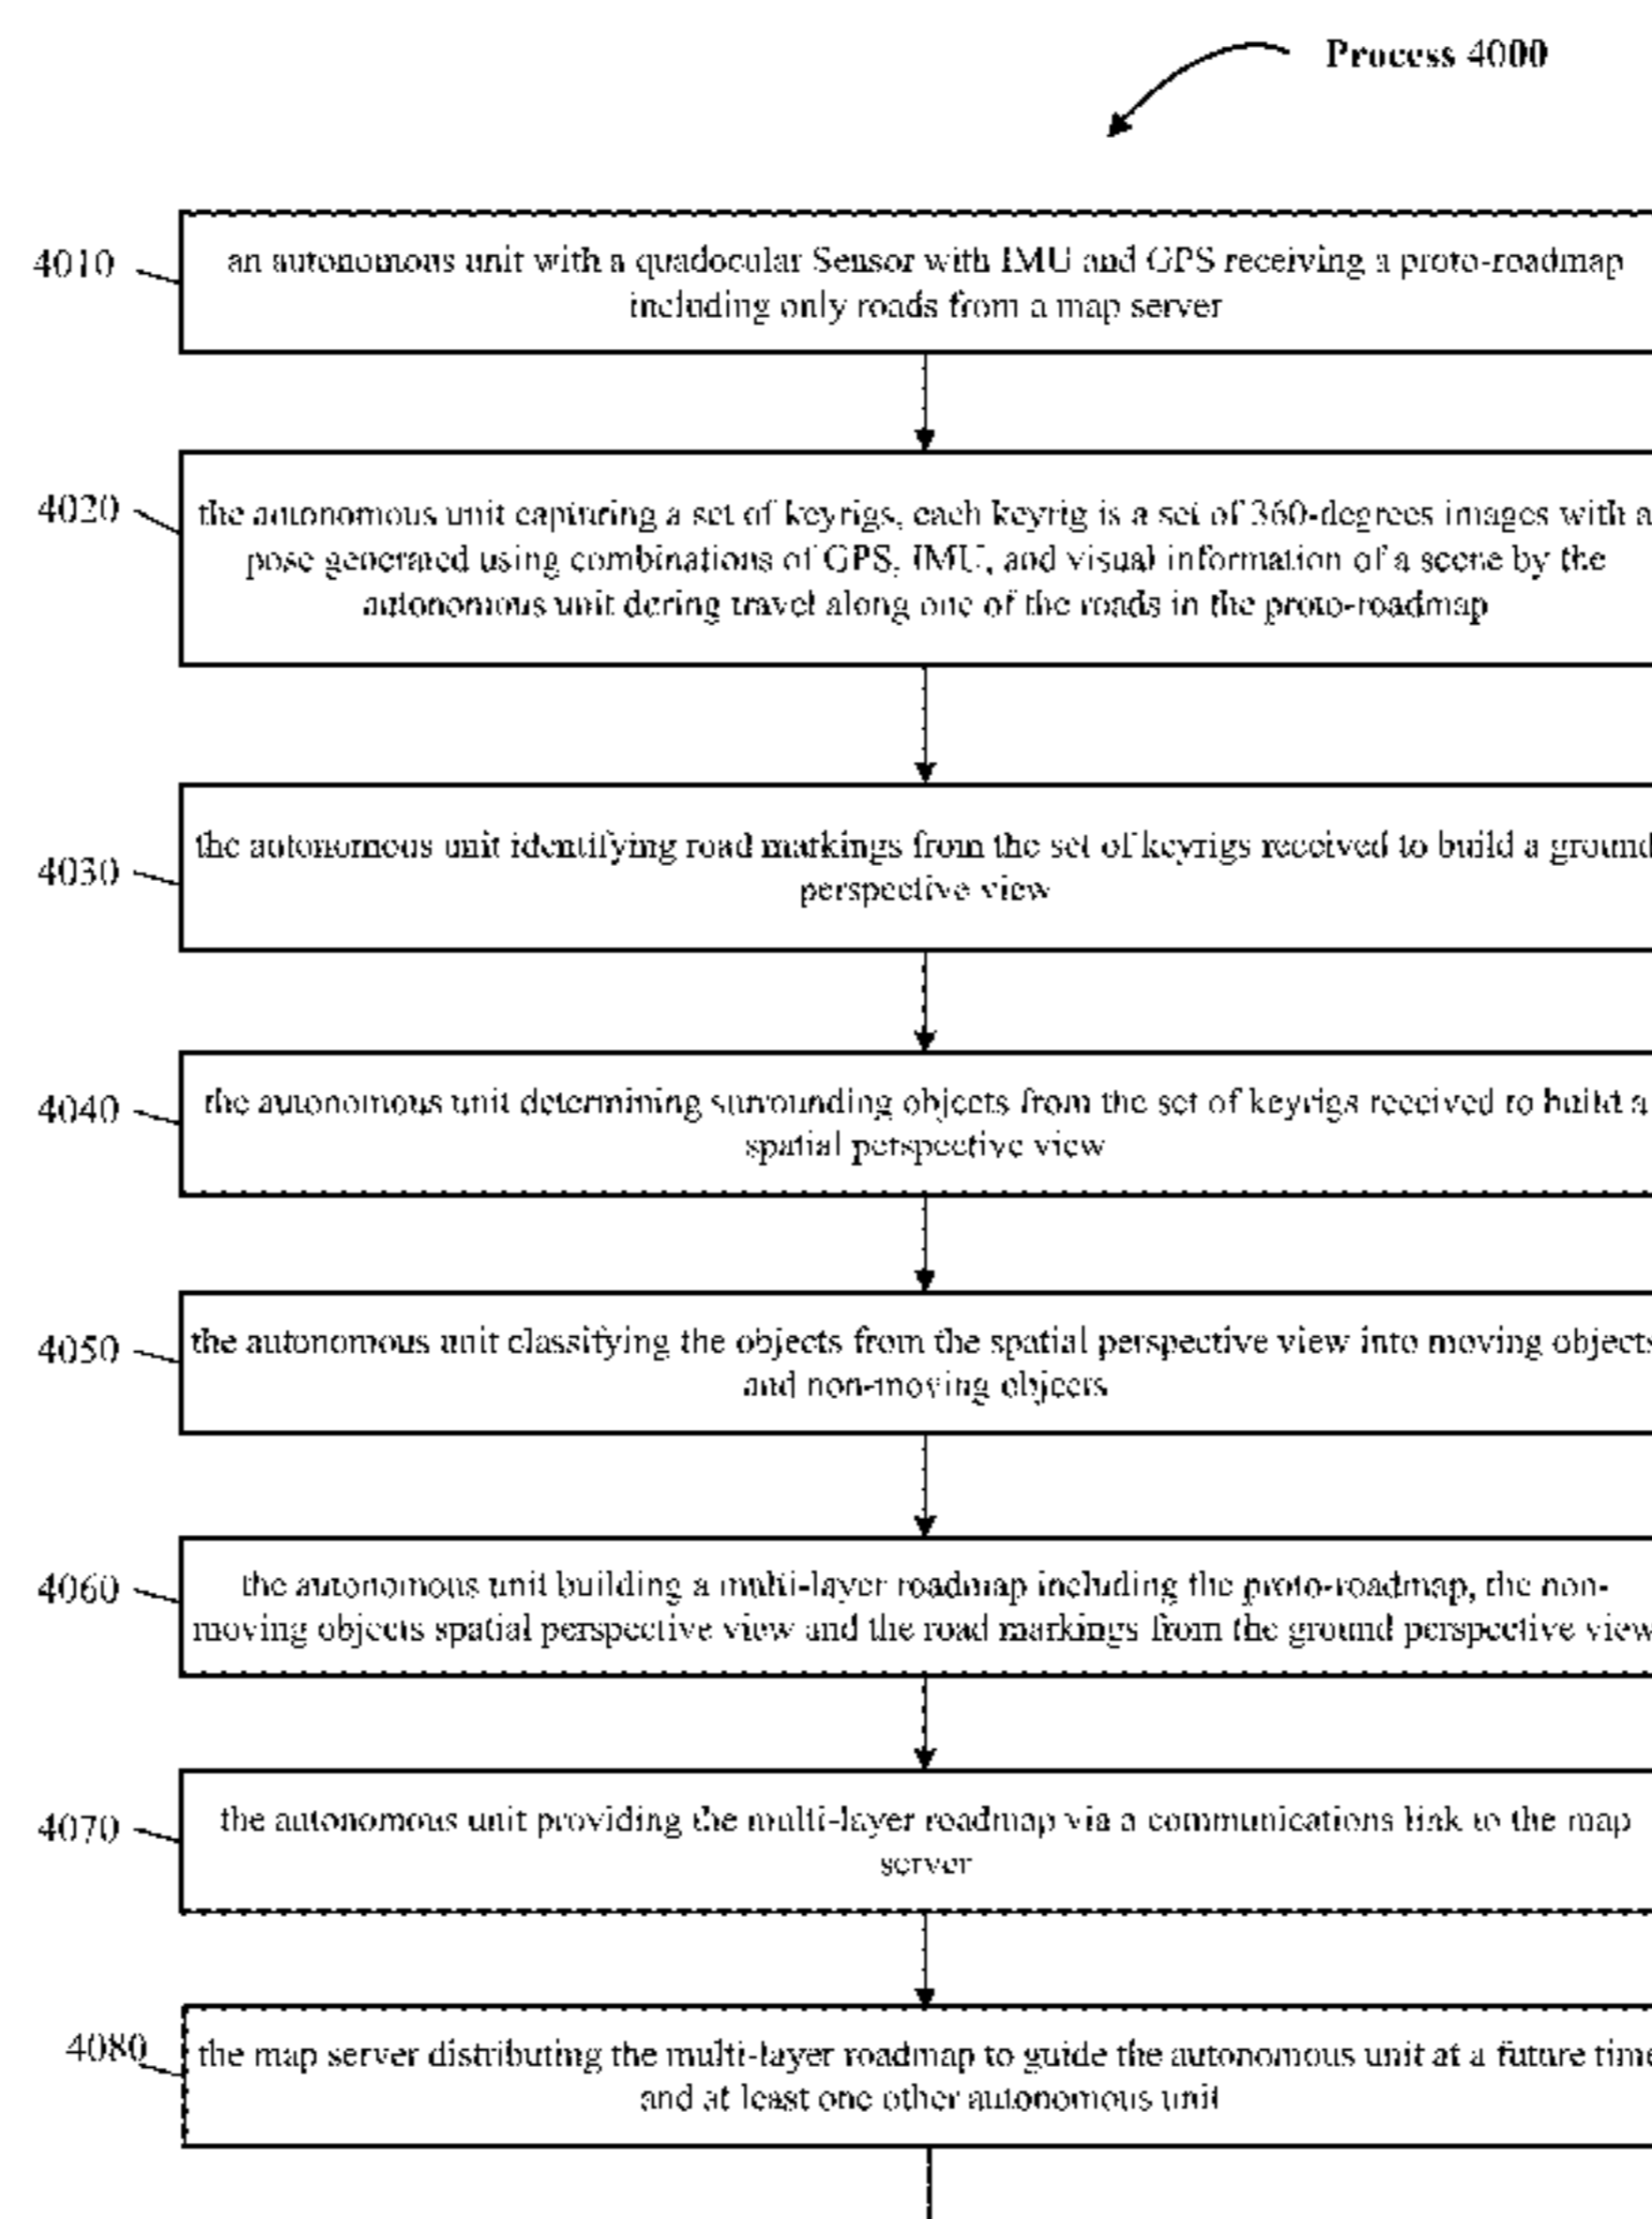 Process 4000
4010
an autonomous unit with a quadocular Sensor with IMU and GPS receiving a proto-roadmap
including only roads from a map server
4020
the autonomous unit capturing a set of keyrigs, each keyrig is a set of 360-degrees images with a
pose generated using combinations of GPS, IMU, and visual information of a scene by the
autonomous unit during travel along one of the roads in the proto-roadmap
4030
the autonomous unit identifying road markings from the set of keyrigs received to build a ground
perspective view
4040
the autonomous unit determining surrounding objects from the set of keyrigs received to build a
spatial perspective view
4050
the autonomous unit classifying the objects from the spatial perspective view into moving objects
and non-moving objects
4060
the autonomous unit building a multi-layer roadmap including the proto-roadmap, the non-
moving objects spatial perspective view and the road markings from the ground perspective view
4070
the autonomous unit providing the multi-layer roadmap via a communications link to the map
server
4080
the map server distributing the multi-layer roadmap to guide the autonomous unit at a future time
and at least one other autonomous unit